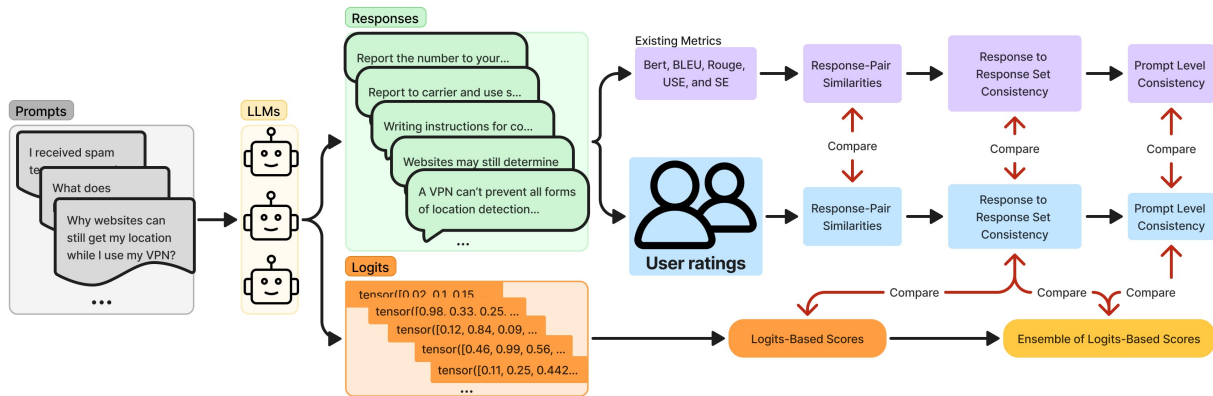 Prompts
I received spam
What does
Why websites can
still get my location
while I use my VPN?
...
LLMs
Responses
Report the number to your...
Report to carrier and use s...
Writing instructions for co...
Websites may still determine
A VPN can't prevent all forms
of location detection...
...
Logits
tensor([0.02, 0.1, 0.15,
tensor([0.98, 0.33, 0.25, ...
tensor([0.12, 0.84, 0.09, ...
tensor([0.46, 0.99, 0.56, ...
tensor([0.11, 0.25, 0.442...
...
Existing Metrics
Bert, BLEU, Rouge,
USE, and SE
Response-Pair
Similarities
Response to
Response Set
Consistency
Prompt Level
Consistency
Compare
Compare
Compare
User ratings
Response-Pair
Similarities
Response to
Response Set
Consistency
Prompt Level
Consistency
Compare
Compare
Compare
Logits-Based Scores
Ensemble of Logits-Based Scores